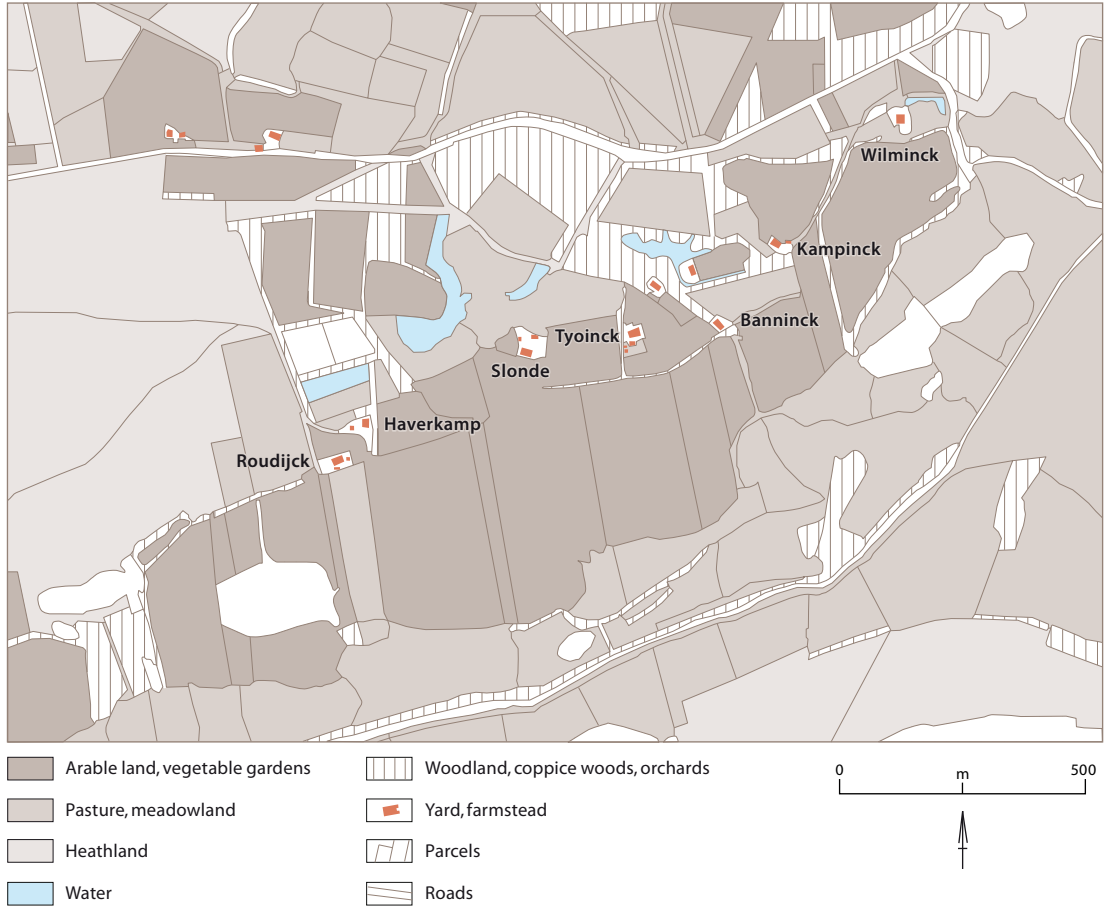 Wilminck
Kampinck
Banninck
Tyoinck
Slonde
Haverkamp
Roudijck
Arable land, vegetable gardens
Pasture, meadowland
Heathland
Water
Woodland, coppice woods, orchards
Yard, farmstead
Parcels
Roads
0 m 500